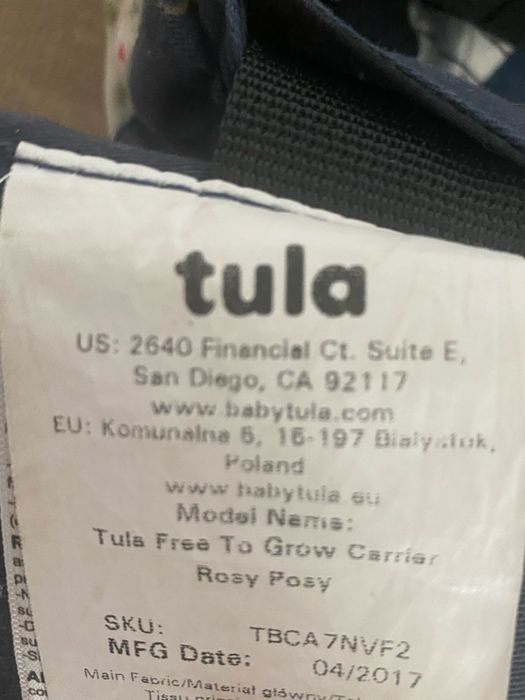 tula
US: 2640 Financial Ct. Suite E,
San Diego, CA 92117
www.babytula.com
EU: Komunalna 6, 15-197
Poland
www.babytula.eu
Model Name:
Tula Free To Grow Carrier
Rosy Posy
SKU: TBCA7NVF2
MFG Date: 04/2017
Main Fabric/Materiał główny